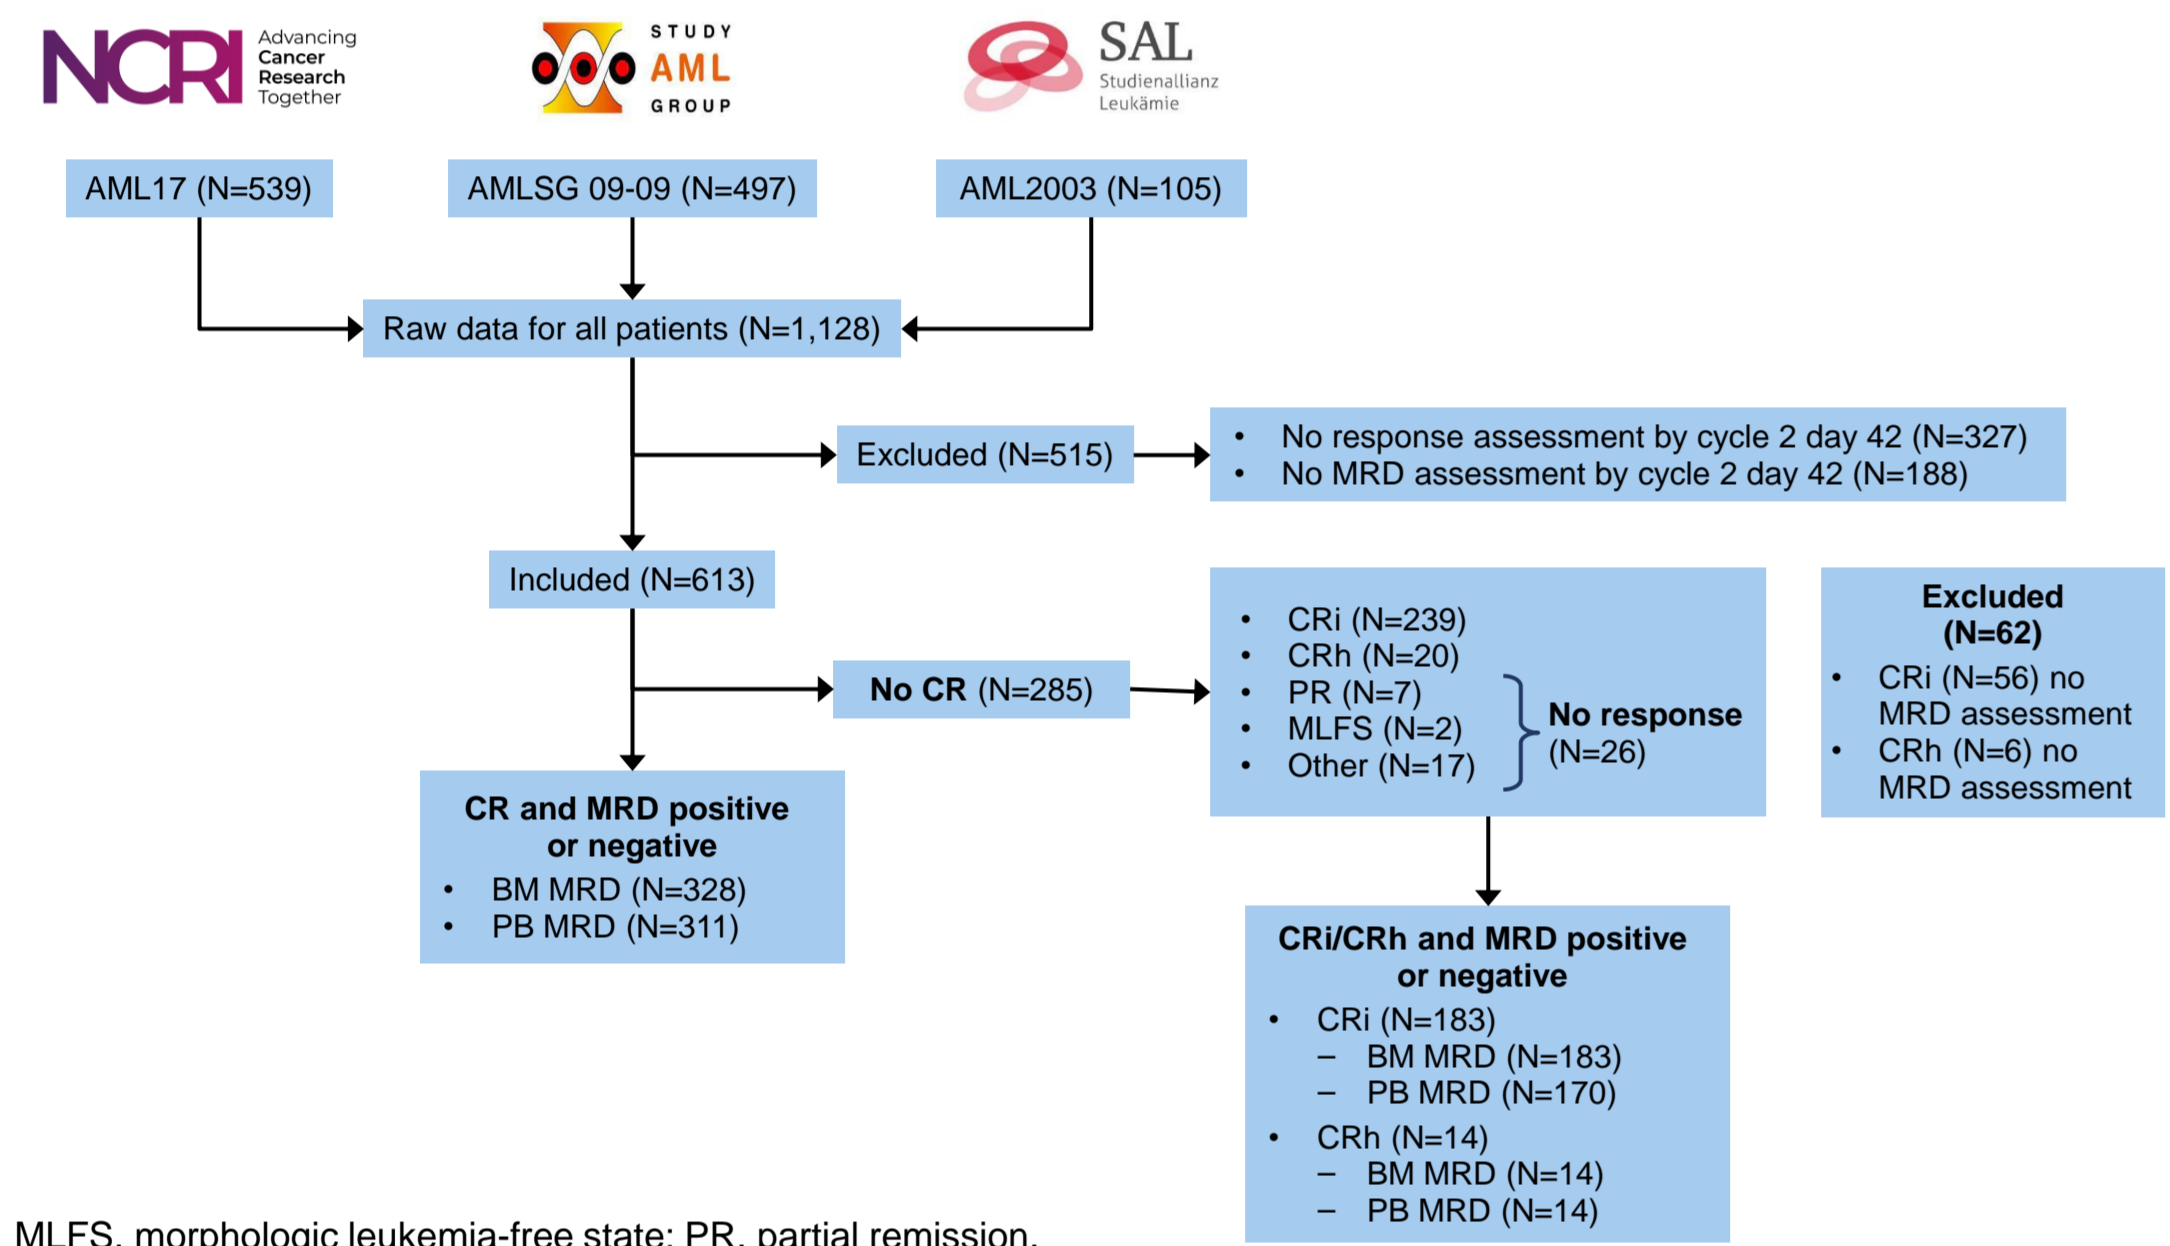 NCRI
Advancing
Cancer
Research
Together
STUDY
AML
GROUP
SAL
Studienallianz
Leukämie
AML17 (N=539)
AMLSG 09-09 (N=497)
AML2003 (N=105)
Raw data for all patients (N=1,128)
Excluded (N=515)
• No response assessment by cycle 2 day 42 (N=327)
• No MRD assessment by cycle 2 day 42 (N=188)
Included (N=613)
No CR (N=285)
• CRi (N=239)
• CRh (N=20)
• PR (N=7)
• MLFS (N=2)
• Other (N=17)
No response
(N=26)
Excluded
(N=62)
• CRi (N=56) no
MRD assessment
• CRh (N=6) no
MRD assessment
CR and MRD positive
or negative
• BM MRD (N=328)
• PB MRD (N=311)
CRi/CRh and MRD positive
or negative
• CRi (N=183)
– BM MRD (N=183)
– PB MRD (N=170)
• CRh (N=14)
– BM MRD (N=14)
– PB MRD (N=14)
MLFS, morphologic leukemia-free state; PR, partial remission.